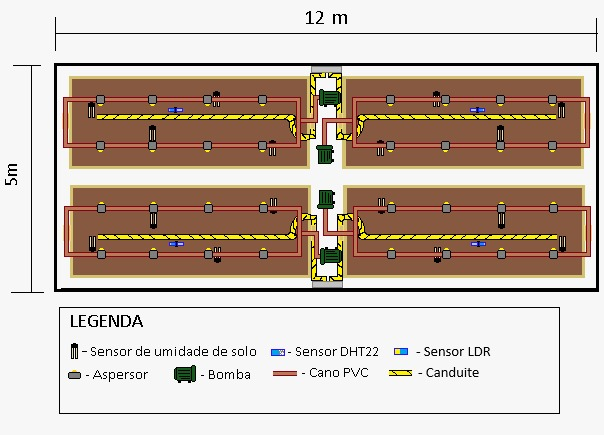 12 m
5m
LEGENDA
- Sensor de umidade de solo - Sensor DHT22 - Sensor LDR
- Aspersor - Bomba - Cano PVC - Canduite